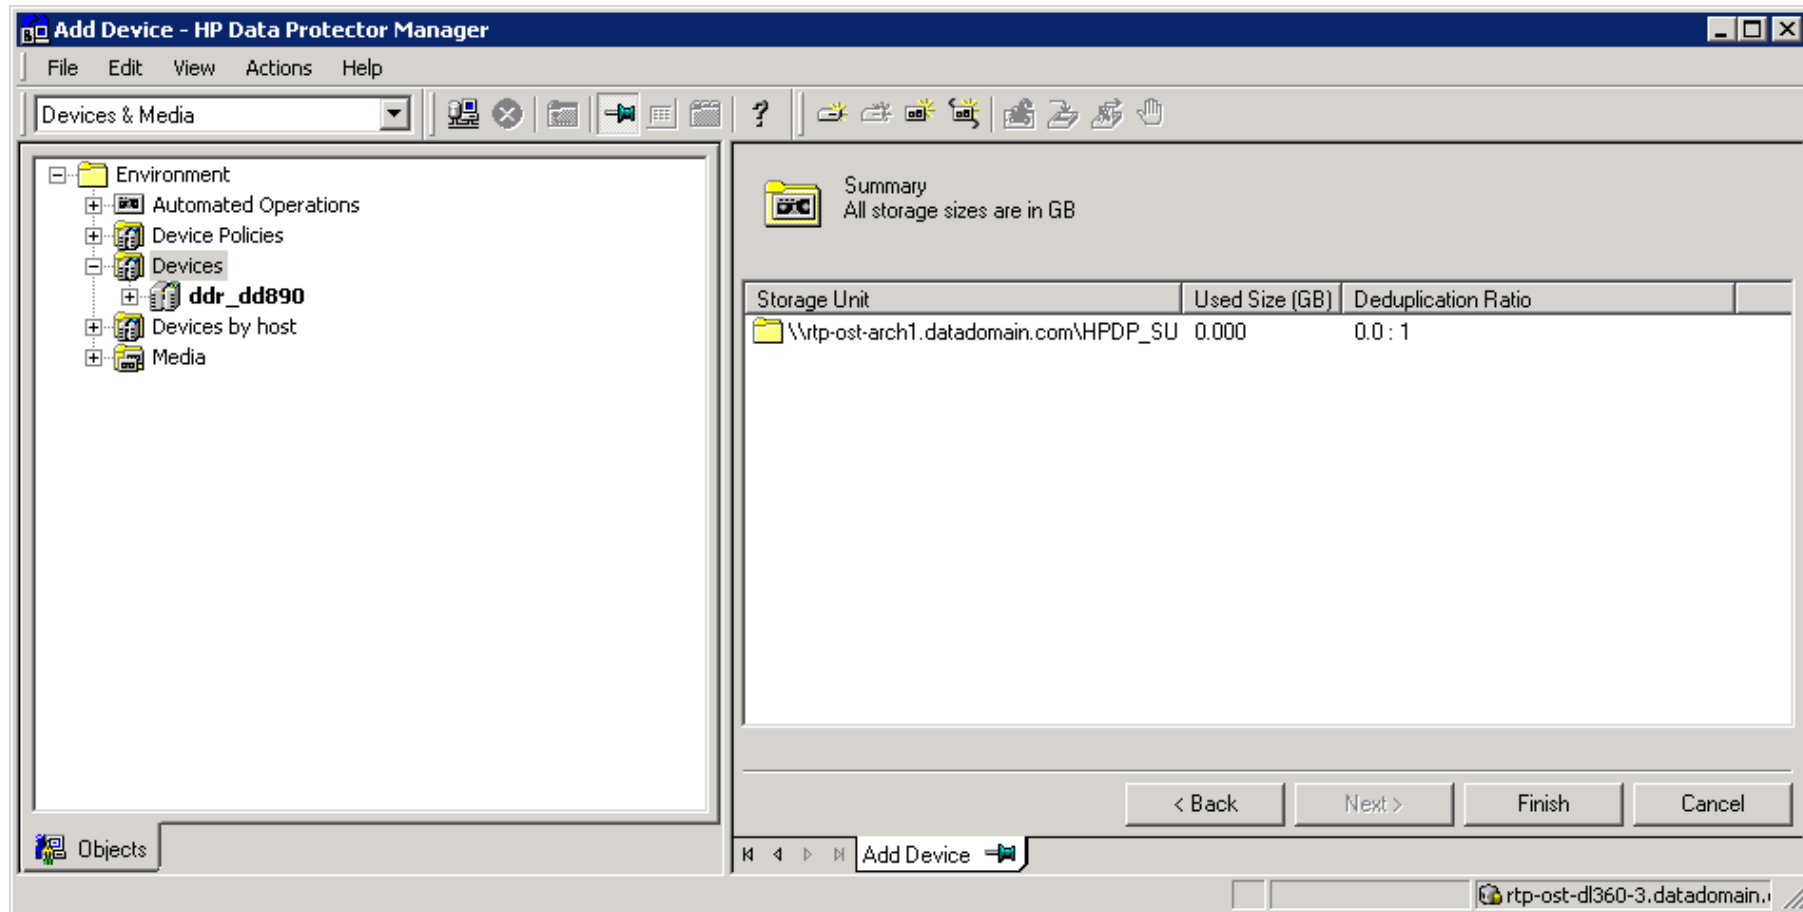 Add Device - HP Data Protector Manager
File Edit View Actions Help
Devices & Media
Environment
Automated Operations
Device Policies
Devices
ddr_dd890
Devices by host
Media
Objects
Summary
All storage sizes are in GB
Storage Unit Used Size (GB) Deduplication Ratio
\\rtp-ost-arch1.datadomain.com\HPDP_SU 0.000 0.0 : 1
< Back Next > Finish Cancel
Add Device
rtp-ost-dl360-3.datadomain.